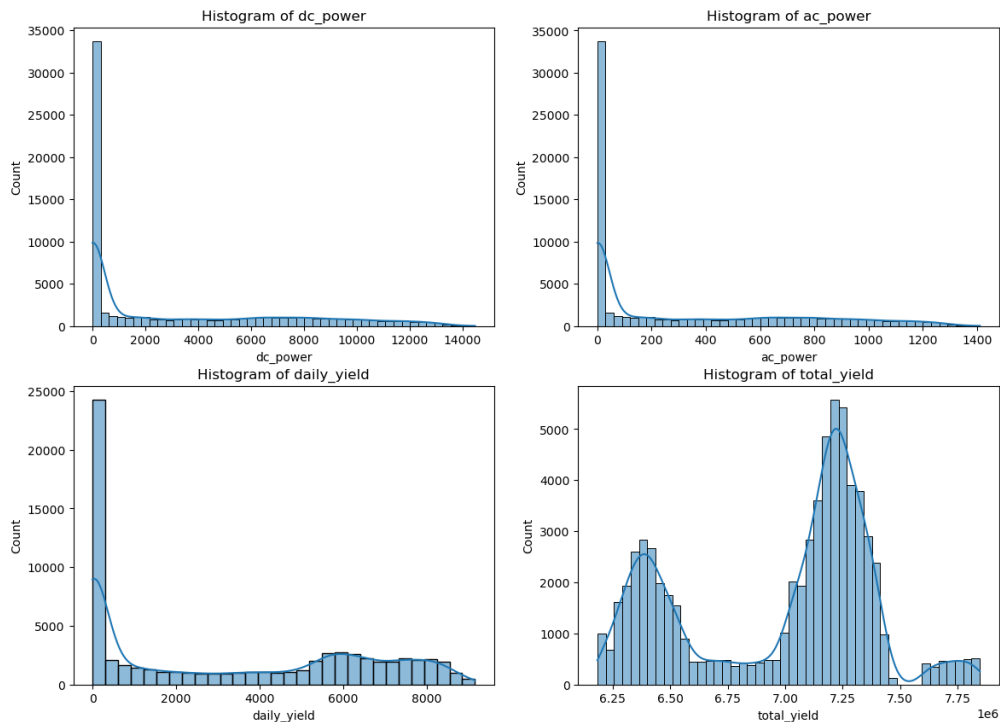 Histogram of dc_power
35000
30000
25000
20000
15000
10000
5000
0
Count
0 2000 4000 6000 8000 10000 12000 14000
dc_power
Histogram of ac_power
35000
30000
25000
20000
15000
10000
5000
0
Count
0 200 400 600 800 1000 1200 1400
ac_power
Histogram of daily_yield
25000
20000
15000
10000
5000
0
Count
0 2000 4000 6000 8000
daily_yield
Histogram of total_yield
5000
4000
3000
2000
1000
0
Count
6.25 6.50 6.75 7.00 7.25 7.50 7.75
total_yield
1e6